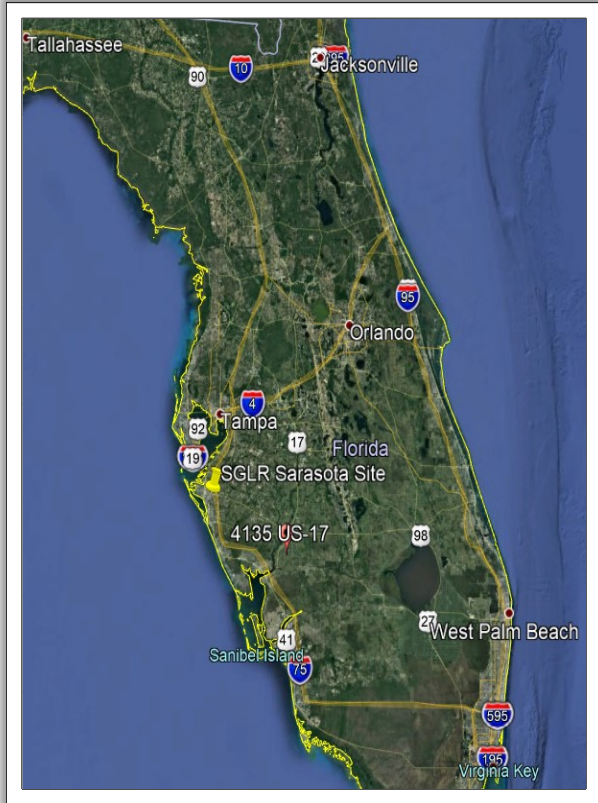 Tallahassee
90
10
Jacksonville
95
Orlando
4
Tampa
92
17
Florida
19
SGLR Sarasota Site
4135 US-17
98
27
West Palm Beach
41
Sanibel Island
75
595
195
Virginia Key